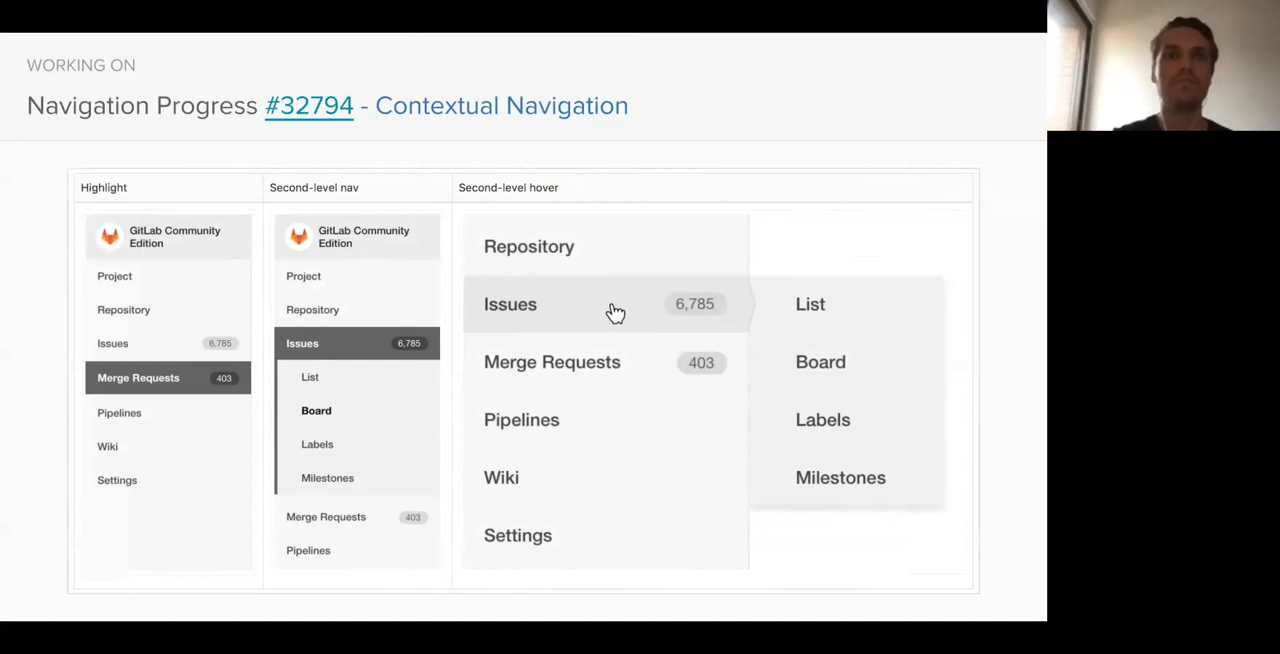 WORKING ON
Navigation Progress #32794 - Contextual Navigation
Highlight
Second-level nav
Second-level hover
GitLab Community
Edition
Project
Repository
Issues 6,785
Merge Requests 403
Pipelines
Wiki
Settings
GitLab Community
Edition
Project
Repository
Issues 6,785
List
Board
Labels
Milestones
Merge Requests 403
Pipelines
Repository
Issues 6,785
Merge Requests 403
Pipelines
Wiki
Settings
List
Board
Labels
Milestones